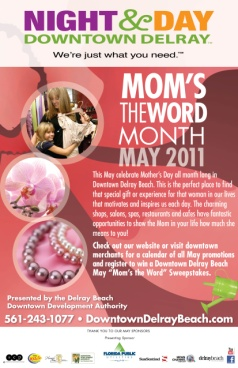 NIGHT&DAY
DOWNTOWN DELRAY
We're just what you need.™
MOM'S
THE WORD
MONTH
MAY 2011
This May celebrate Mother's Day all month long in
Downtown Delray Beach. This is the perfect place to find
that special gift or experience for that woman in our lives
that motivates and inspires us each day. The charming
shops, salons, spas, restaurants and cafes have fantastic
opportunities to show the Mom in your life how much she
means to you!
Check out our website or visit downtown
merchants for a calendar of all May promotions
and register to win a Downtown Delray Beach
May "Mom's the Word" Sweepstakes.
Presented by the Delray Beach
Downtown Development Authority
561-243-1077 • DowntownDelrayBeach.com
THANK YOU TO OUR MAY SPONSORS
Presenting Sponsor:
FLORIDA PUBLIC
delraybeach